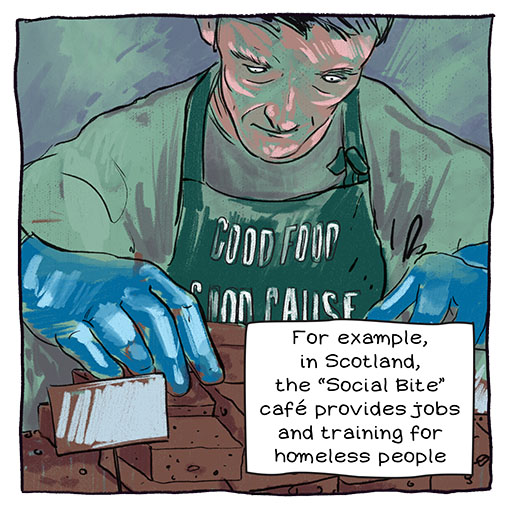 GOOD FOOD
GOOD CAUSE
For example,
in Scotland,
the “Social Bite”
café provides jobs
and training for
homeless people